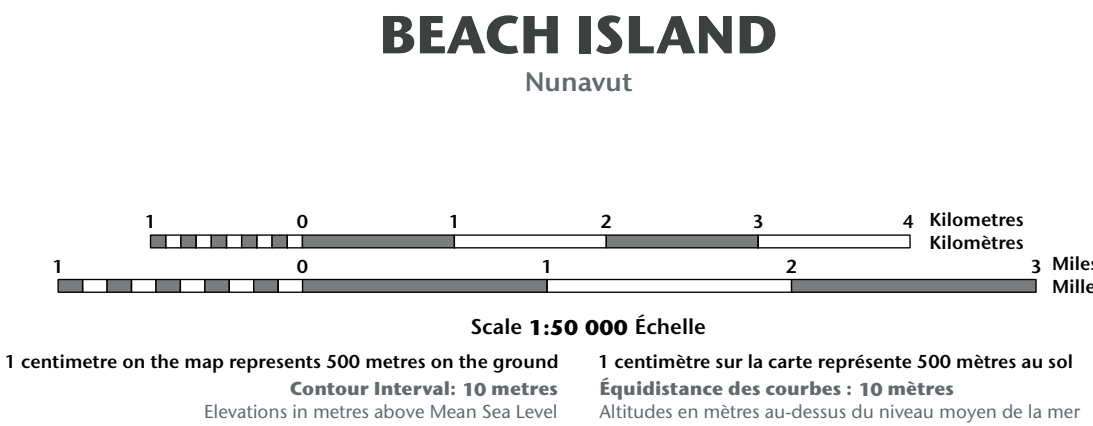 BEACH ISLAND
Nunavut
1 0 1 2 3 4 Kilometres
Kilomètres
1 0 1 2 3 Miles
Mille
Scale 1:50 000 Échelle
1 centimetre on the map represents 500 metres on the ground
Contour Interval: 10 metres
Elevations in metres above Mean Sea Level
1 centimètre sur la carte représente 500 mètres au sol
Équidistance des courbes : 10 mètres
Altitudes en mètres au-dessus du niveau moyen de la mer